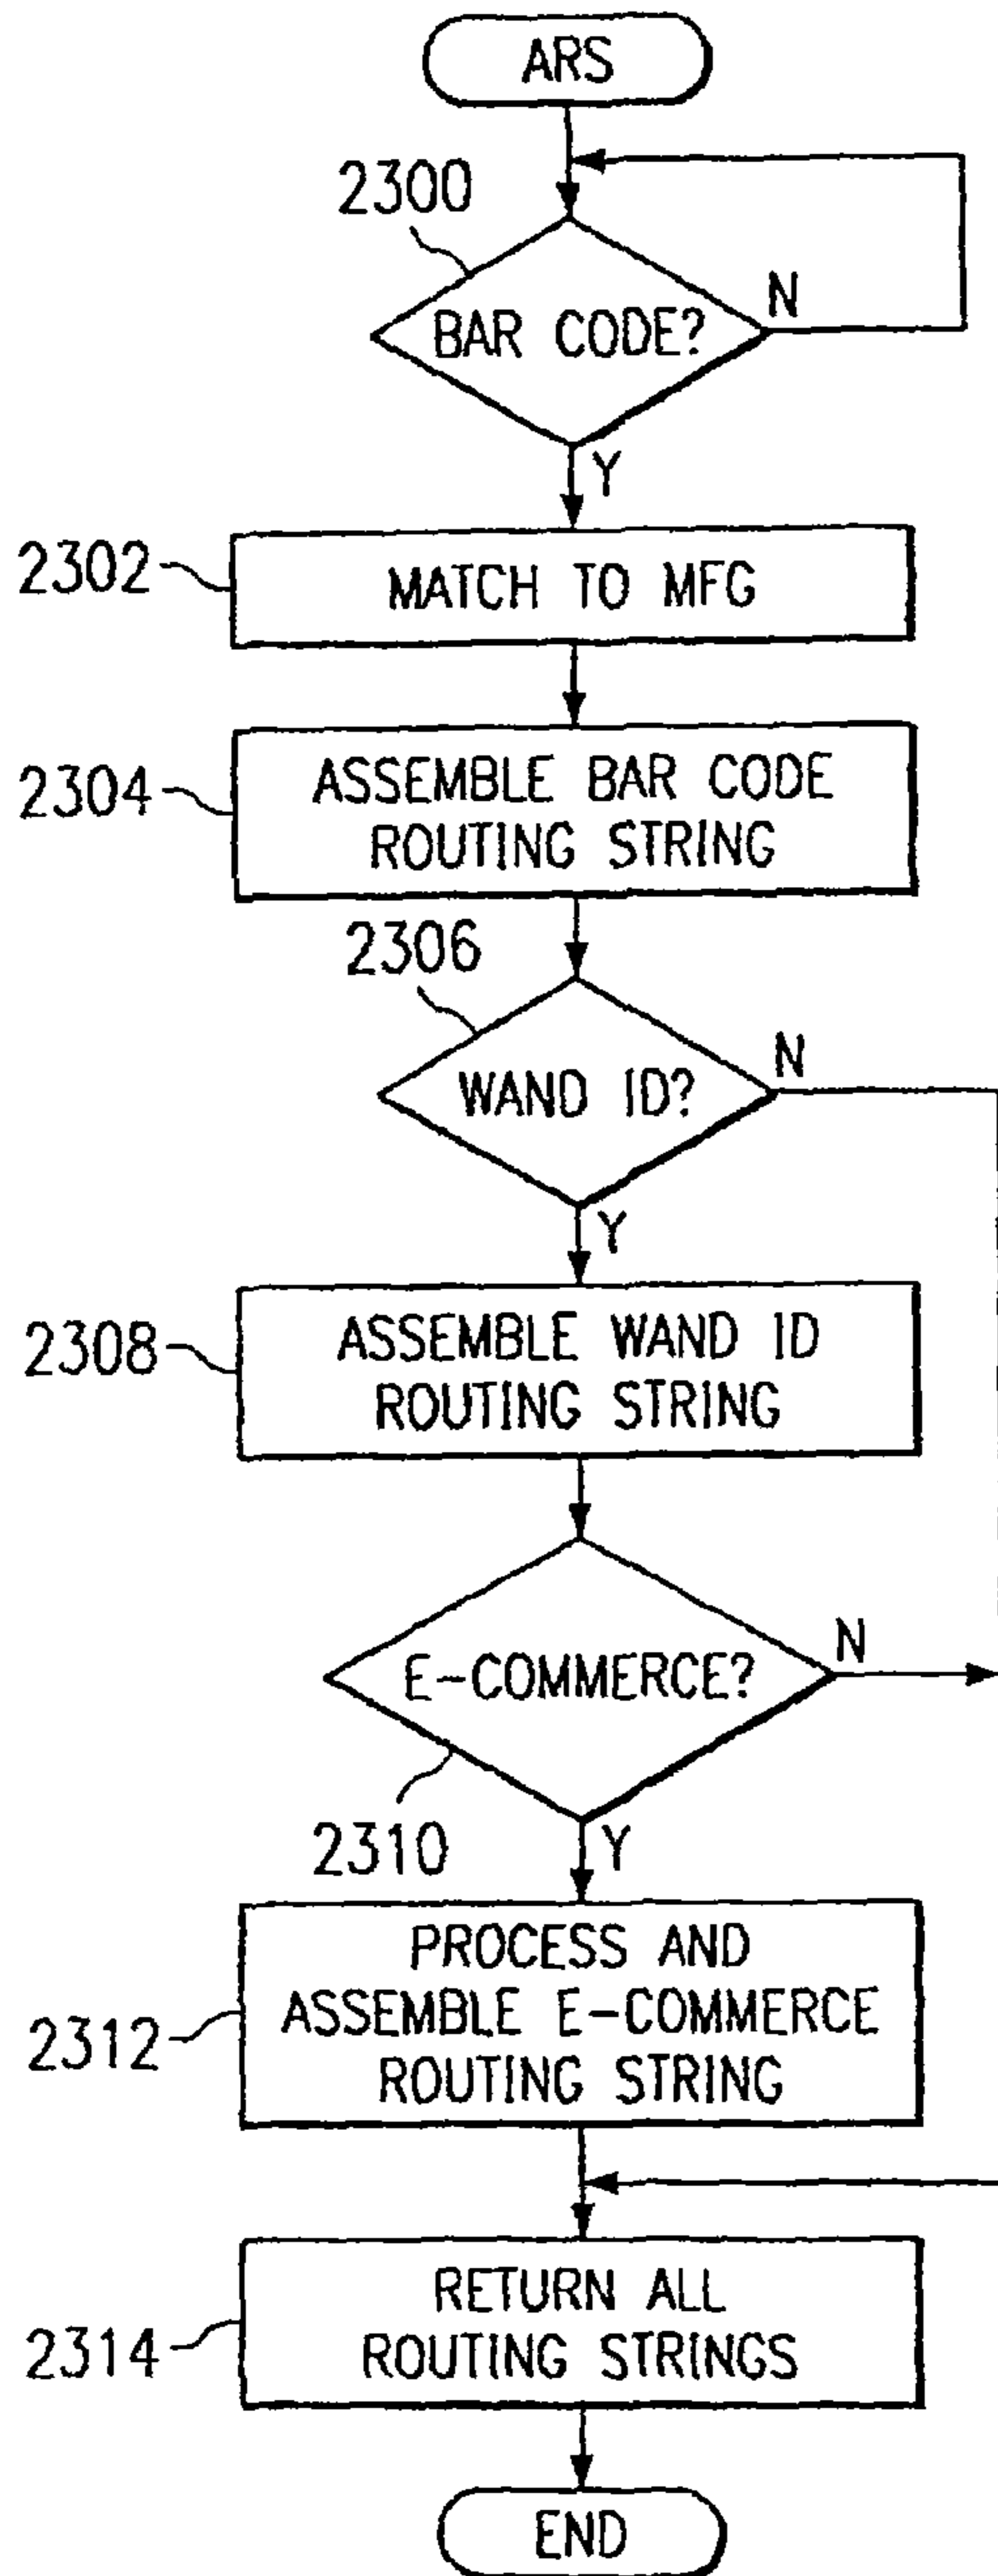 ARS
2300
BAR CODE?
N
Y
2302
MATCH TO MFG
2304
ASSEMBLE BAR CODE
ROUTING STRING
2306
WAND ID?
N
Y
2308
ASSEMBLE WAND ID
ROUTING STRING
E-COMMERCE?
N
2310
Y
2312
PROCESS AND
ASSEMBLE E-COMMERCE
ROUTING STRING
2314
RETURN ALL
ROUTING STRINGS
END